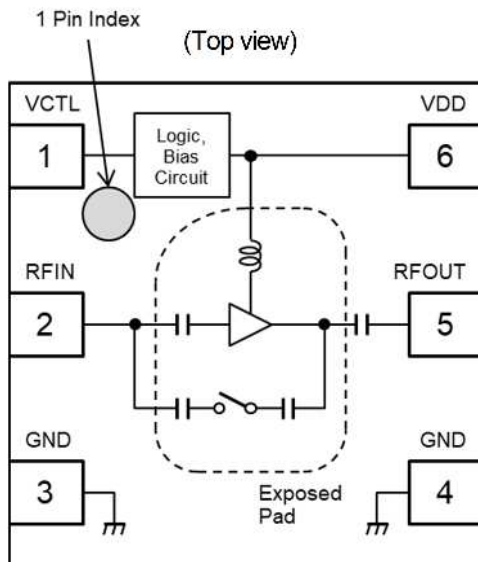 1 Pin Index
(Top view)
VCTL
1
Logic,
Bias
Circuit
VDD
6
RFIN
2
RFOUT
5
GND
3
GND
4
Exposed
Pad